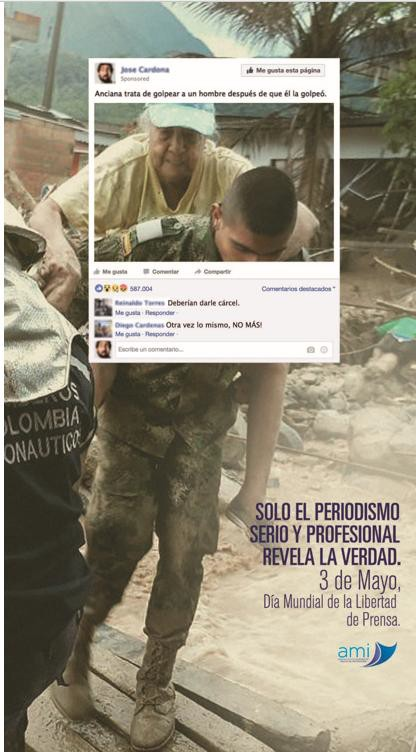 Jose Cardona
Sponsored
Me gusta esta página
Anciana trata de golpear a un hombre después de que él la golpeó.
Me gusta Comentar Compartir
587.004 Comentarios destacados
Reinaldo Torres Deberían darle cárcel.
Me gusta · Responder ·
Diego Cardenas Otra vez lo mismo, NO MÁS!
Me gusta · Responder ·
Escribe un comentario...
EROS
OLOMBIA
ONAUTICO
SOLO EL PERIODISMO
SERIO Y PROFESIONAL
REVELA LA VERDAD.
3 de Mayo,
Día Mundial de la Libertad
de Prensa.
ami